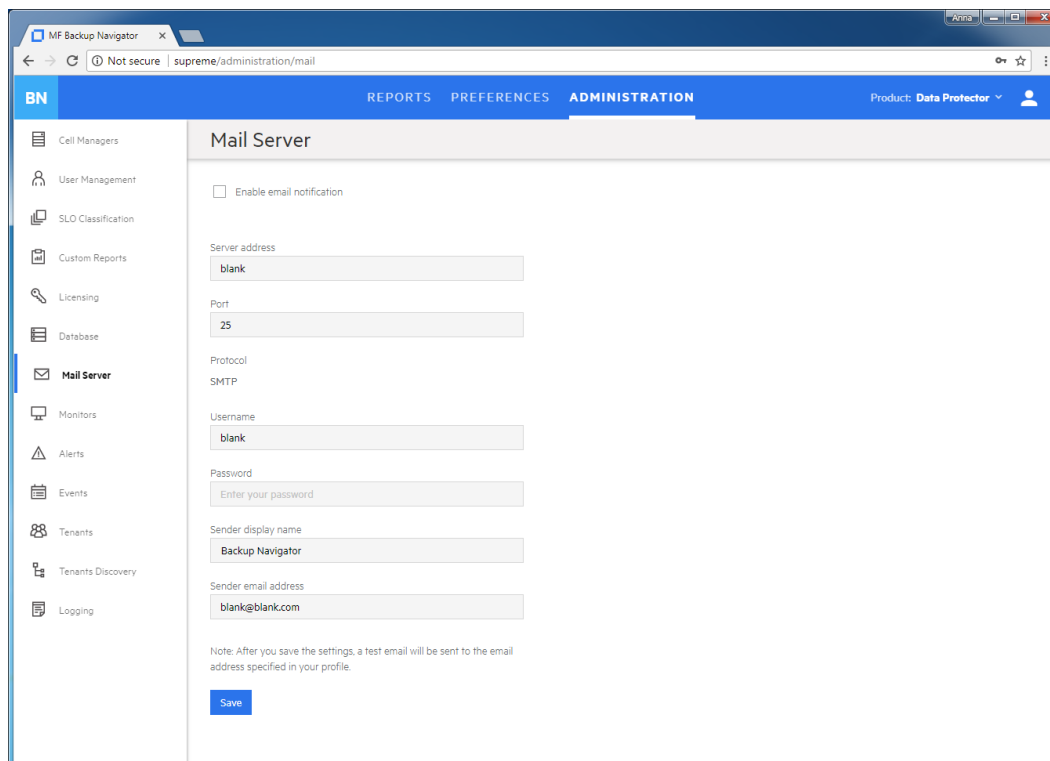 Anna
MF Backup Navigator
Not secure | supreme/administration/mail
BN
REPORTS PREFERENCES ADMINISTRATION
Product: Data Protector
Cell Managers
User Management
SLO Classification
Custom Reports
Licensing
Database
Mail Server
Monitors
Alerts
Events
Tenants
Tenants Discovery
Logging
Mail Server
Enable email notification
Server address
blank
Port
25
Protocol
SMTP
Username
blank
Password
Enter your password
Sender display name
Backup Navigator
Sender email address
blank@blank.com
Note: After you save the settings, a test email will be sent to the email
address specified in your profile.
Save